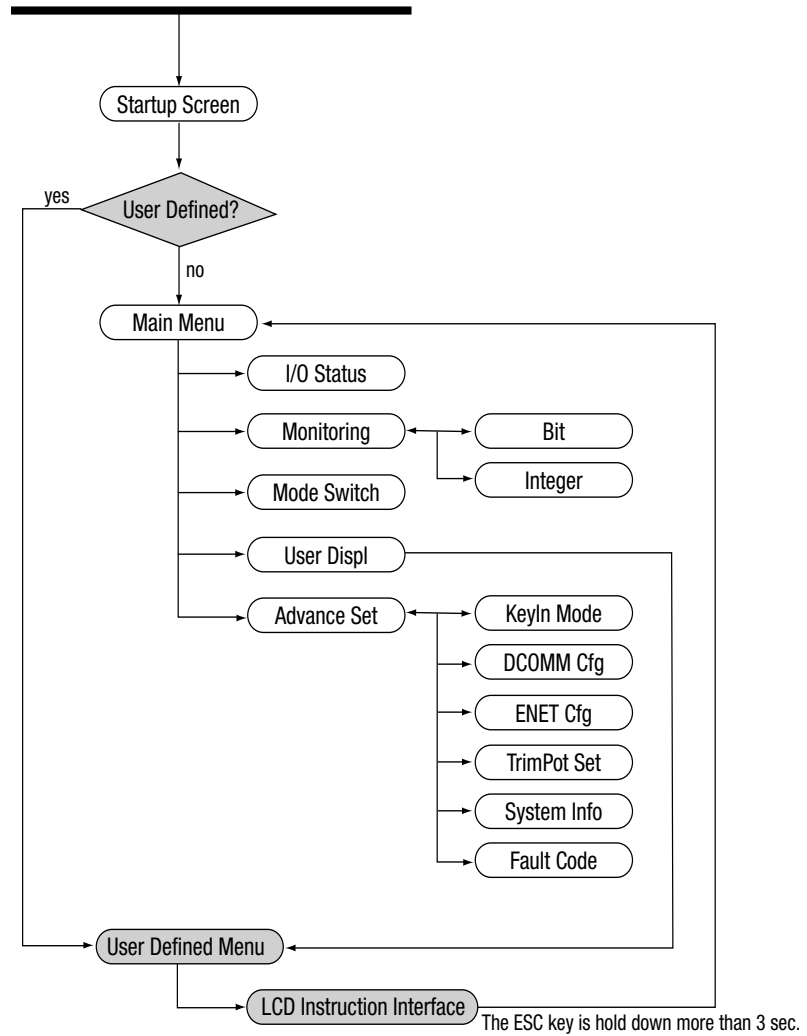 Startup Screen
yes
User Defined?
no
Main Menu
I/O Status
Monitoring
Bit
Integer
Mode Switch
User Displ
Advance Set
KeyIn Mode
DCOMM Cfg
ENET Cfg
TrimPot Set
System Info
Fault Code
User Defined Menu
LCD Instruction Interface
The ESC key is hold down more than 3 sec.